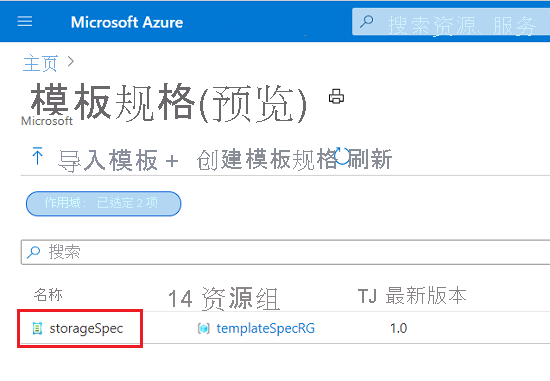 Microsoft Azure
搜索资源、服务
主页
模板规格(预览)
Microsoft
导入模板 + 创建模板规格 刷新
作用域： 已选定 2 项
搜索
名称 14 资源组 TJ 最新版本
storageSpec templateSpecRG 1.0